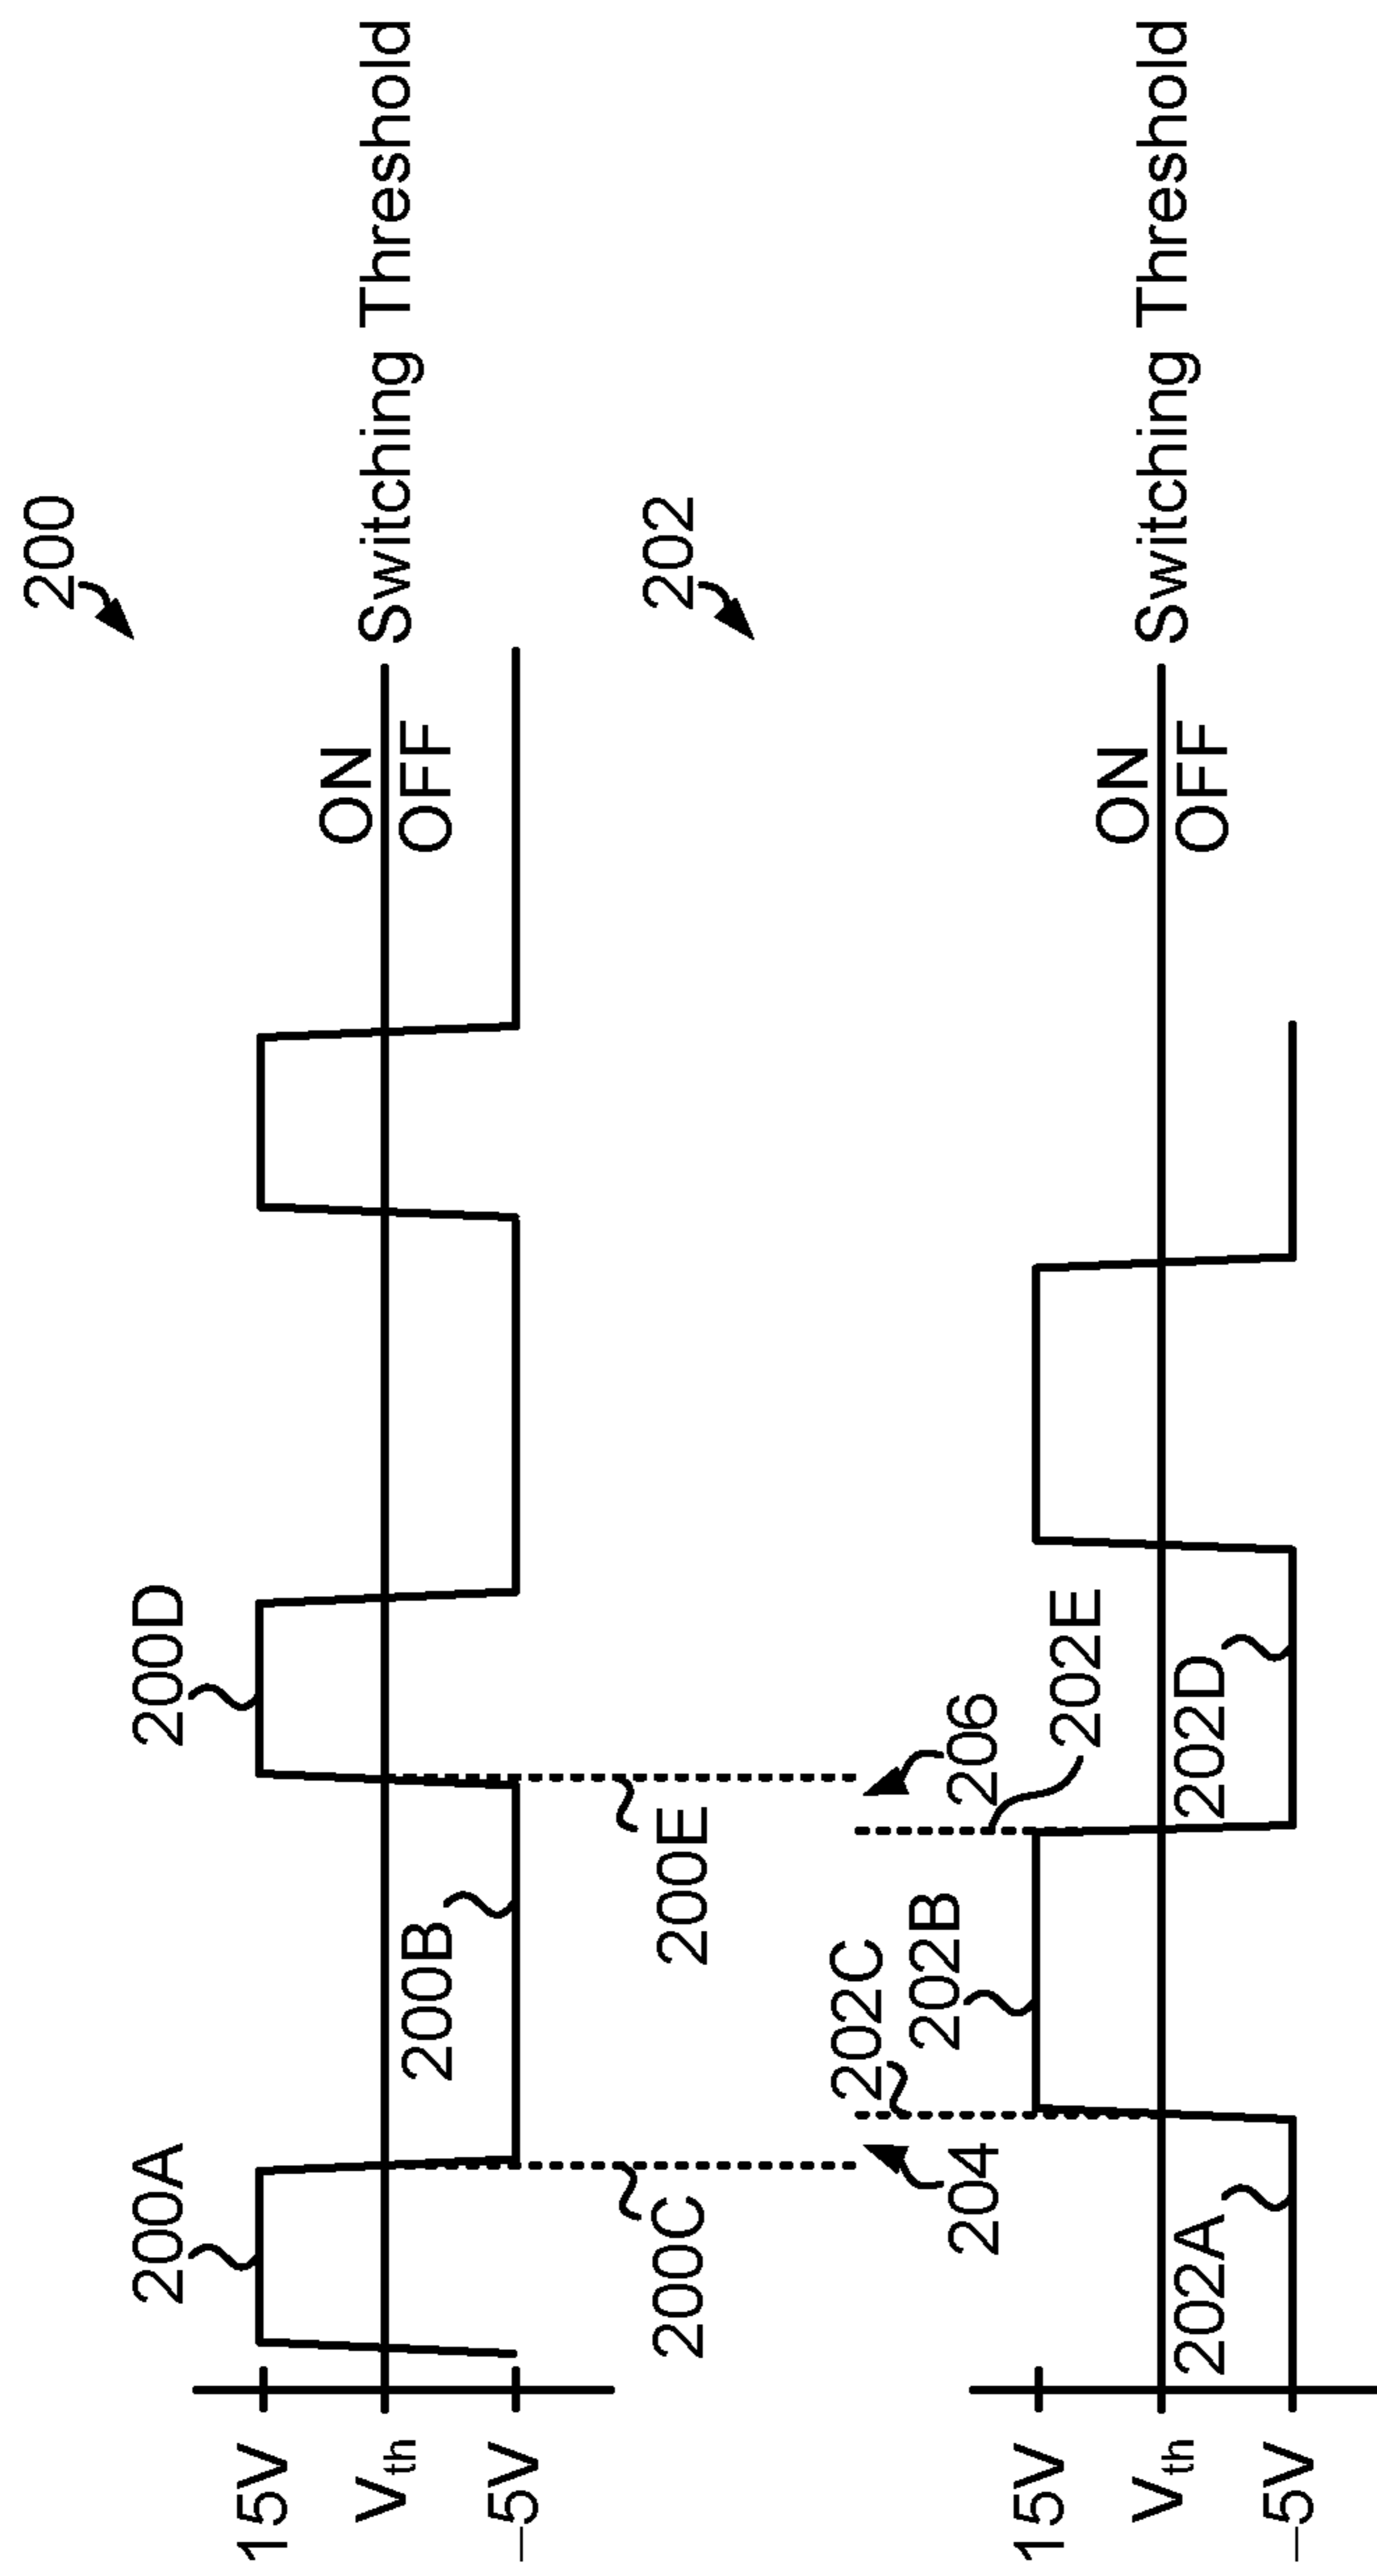 200
200A
200D
15V
ON
Vth
Switching Threshold
OFF
200B
–5V
200C
200E
202
202C
204
206
202B
202E
15V
ON
Vth
Switching Threshold
OFF
202A
202D
–5V